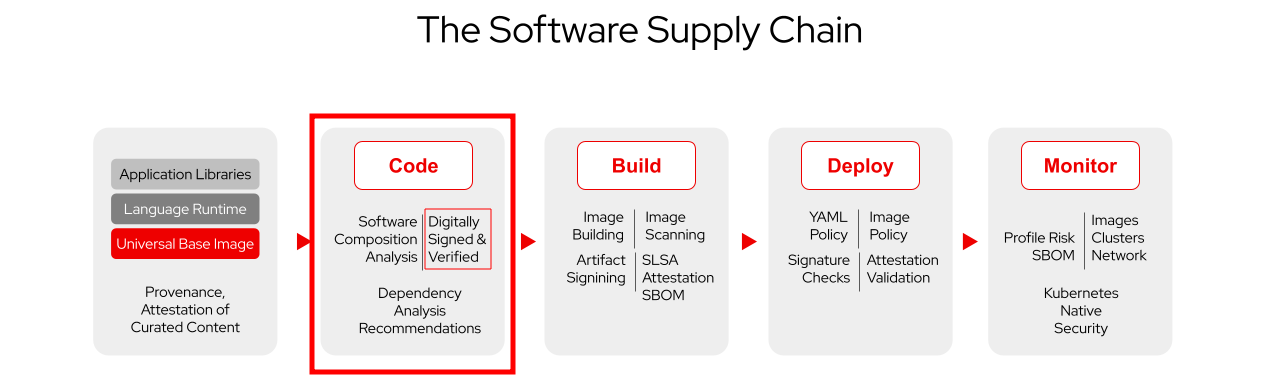 The Software Supply Chain
Application Libraries
Language Runtime
Universal Base Image
Provenance,
Attestation of
Curated Content
Code
Software
Composition
Analysis
Digitally
Signed &
Verified
Dependency
Analysis
Recommendations
Build
Image
Building
Image
Scanning
Artifact
Signining
SLSA
Attestation
SBOM
Deploy
YAML
Policy
Image
Policy
Signature
Checks
Attestation
Validation
Monitor
Profile Risk
SBOM
Images
Clusters
Network
Kubernetes
Native
Security